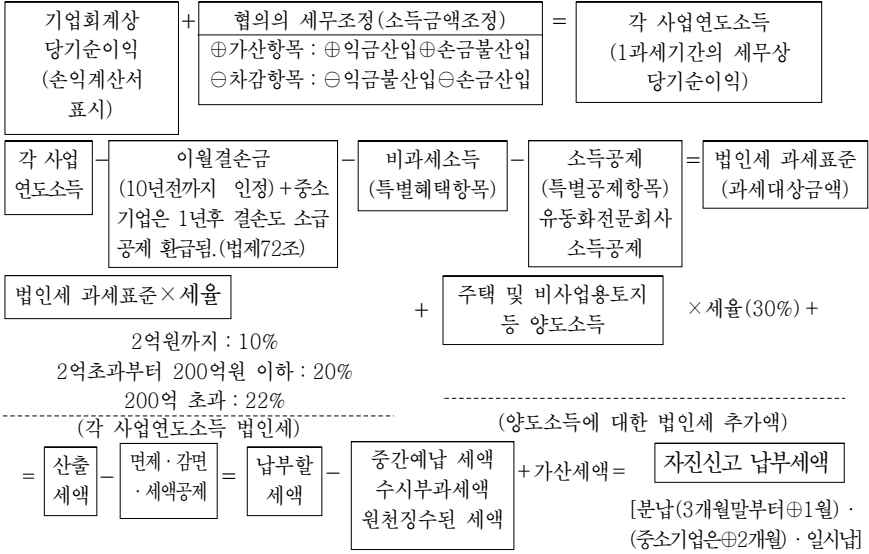 기업회계상
당기순이익
(손익계산서
표시)
+
협의의 세무조정(소득금액조정)
⊕가산항목 : ⊕익금산입⊕손금불산입
⊖차감항목 : ⊖익금불산입⊖손금산입
=
각 사업연도소득
(1과세기간의 세무상
당기순이익)
각 사업
연도소득
−
이월결손금
(10년전까지 인정)+중소
기업은 1년후 결손도 소급
공제 환급됨.(법제72조)
−
비과세소득
(특별혜택항목)
−
소득공제
(특별공제항목)
유동화전문회사
소득공제
=
법인세 과세표준
(과세대상금액)
법인세 과세표준×세율
2억원까지 : 10%
2억초과부터 200억원 이하 : 20%
200억 초과 : 22%
(각 사업연도소득 법인세)
+
주택 및 비사업용토지
등 양도소득
×세율(30%)+
(양도소득에 대한 법인세 추가액)
=
산출
세액
−
면제·감면
·세액공제
=
납부할
세액
−
중간예납 세액
수시부과세액
원천징수된 세액
+가산세액=
자진신고 납부세액
[분납(3개월말부터⊕1월)·
(중소기업은⊕2개월)·일시납]